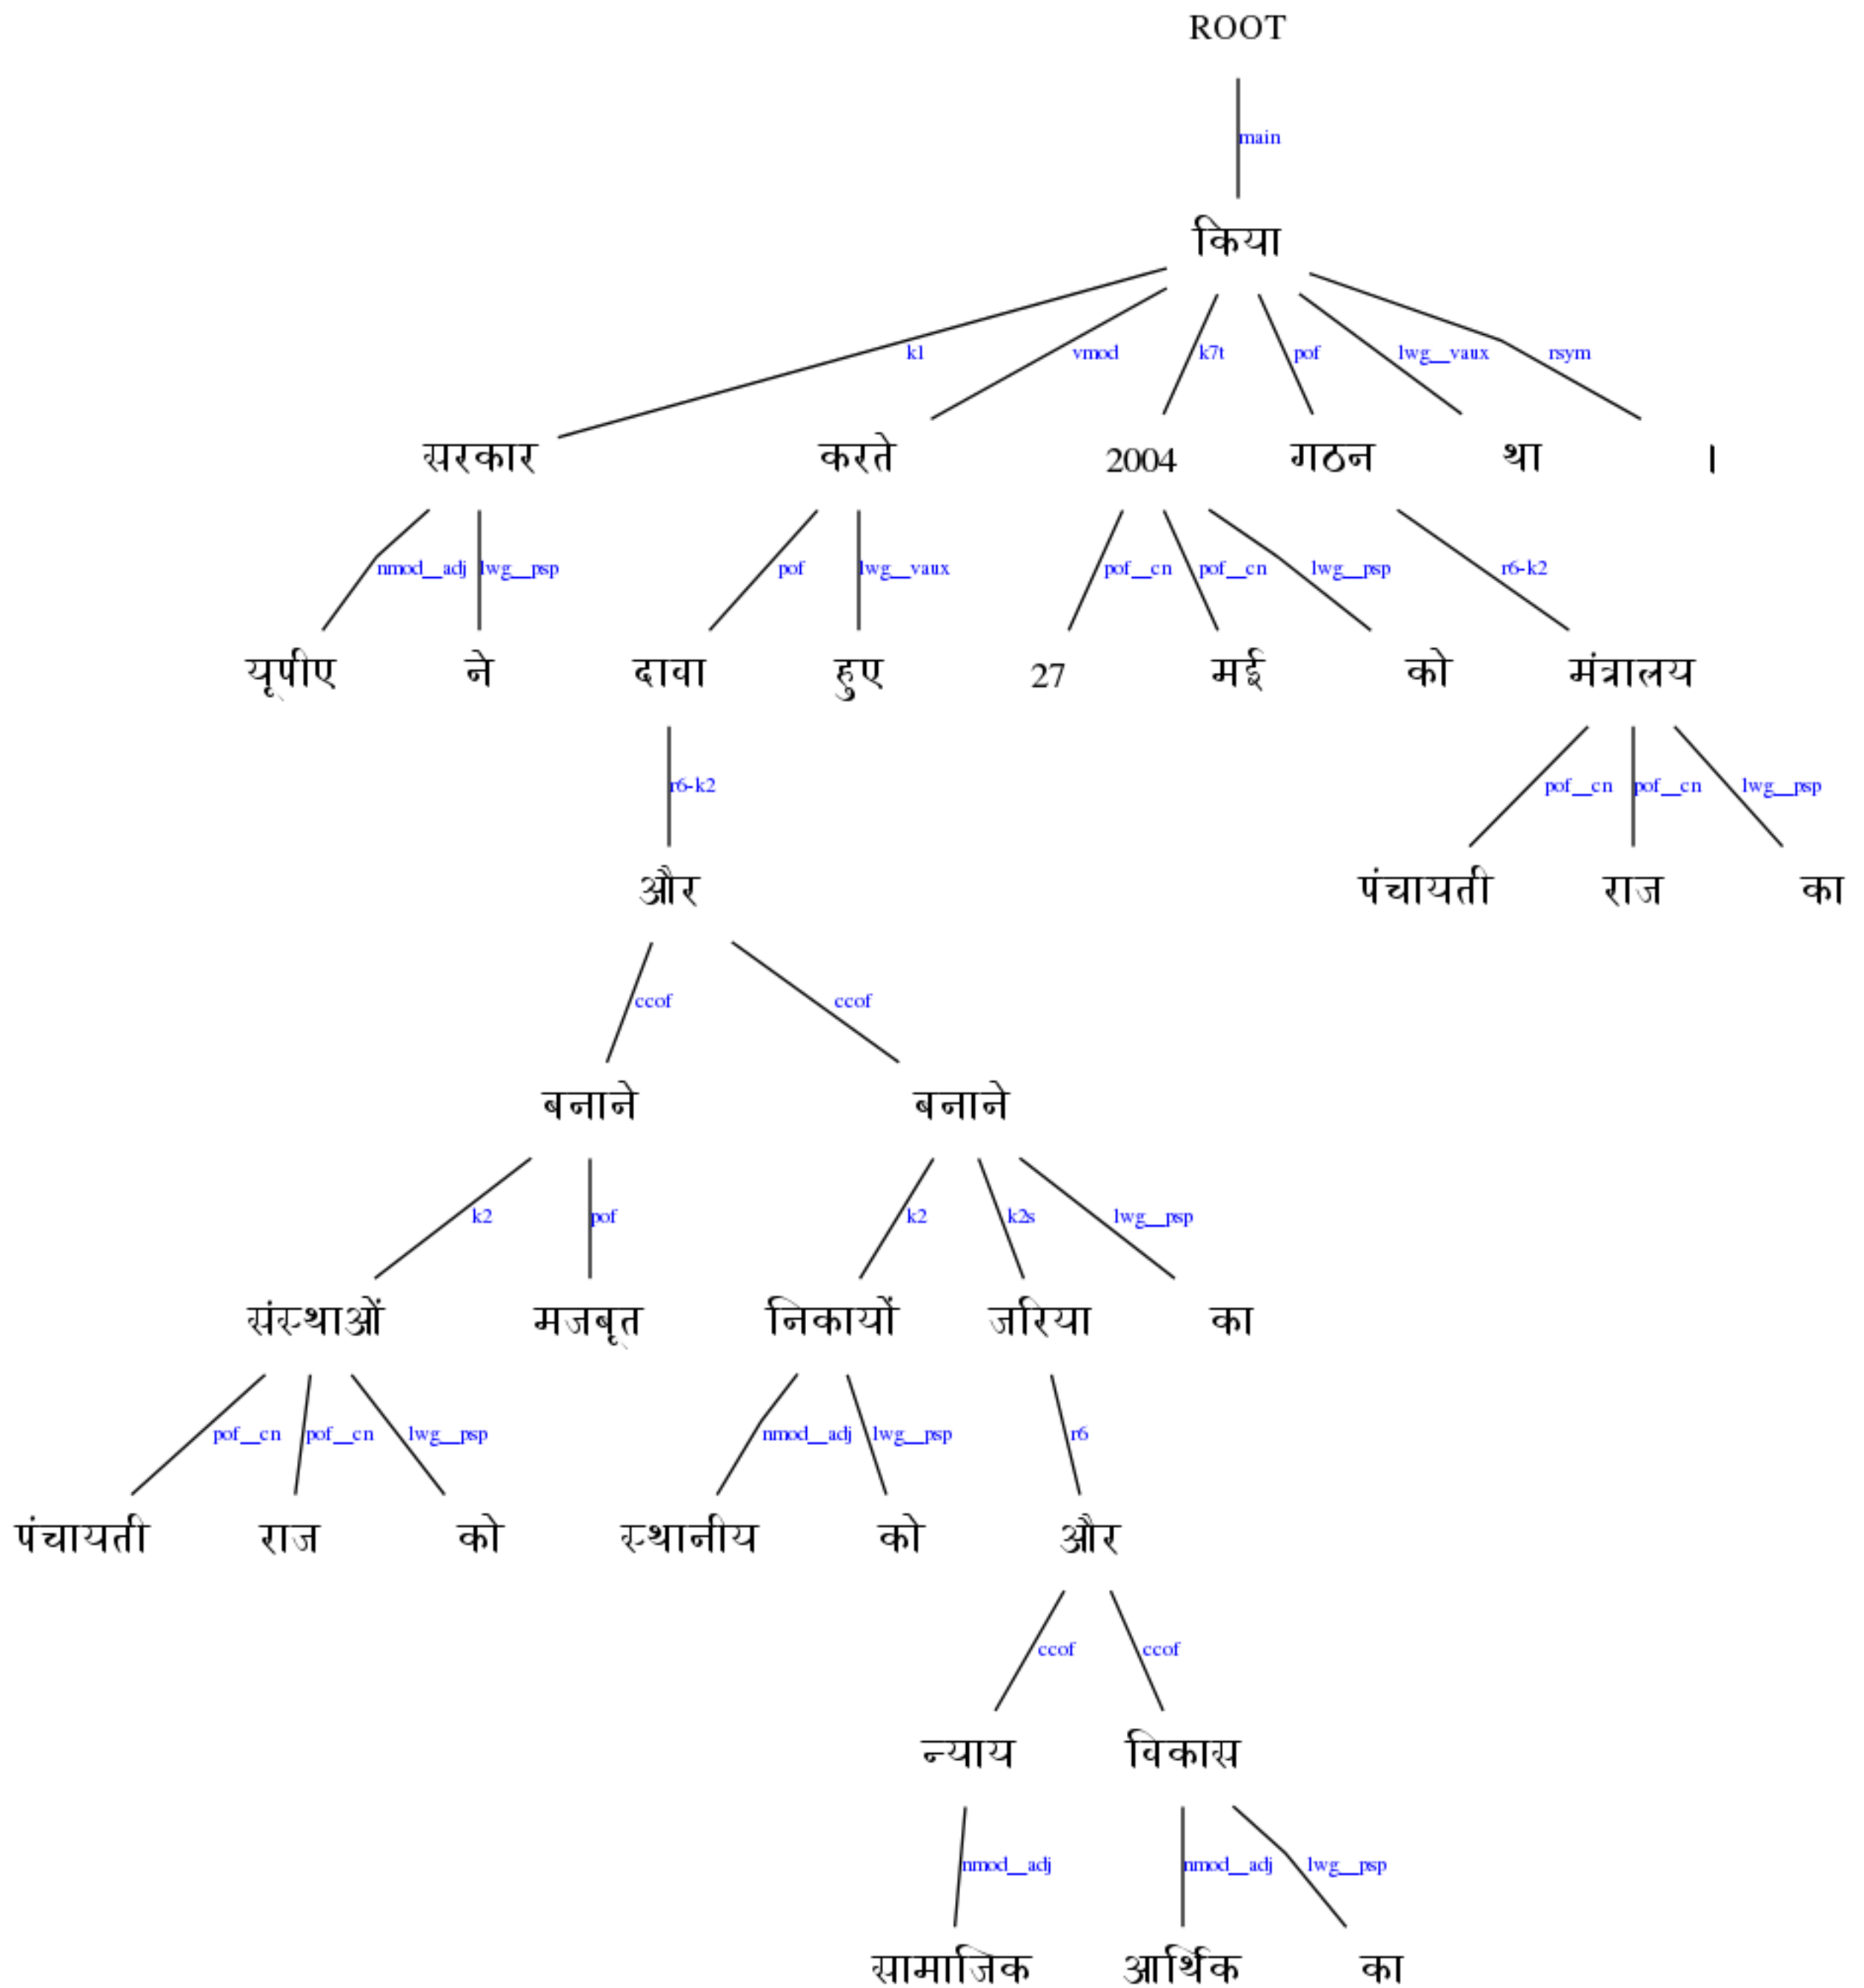 ROOT
main
किया
k1 vmod k7t pof lwg__vaux rsym
सरकार करते 2004 गठन था ।
nmod__adj lwg__psp pof lwg__vaux pof__cn pof__cn lwg__psp r6-k2
यूपीए ने दावा हुए 27 मई को मंत्रालय
r6-k2 pof__cn pof__cn lwg__psp
और पंचायती राज का
ccof ccof
बनाने बनाने
k2 pof k2 k2s lwg__psp
संस्थाओं मजबूत निकायों जरिया का
pof__cn pof__cn lwg__psp nmod__adj lwg__psp r6
पंचायती राज को स्थानीय को और
ccof ccof
न्याय विकास
nmod__adj nmod__adj lwg__psp
सामाजिक आर्थिक का